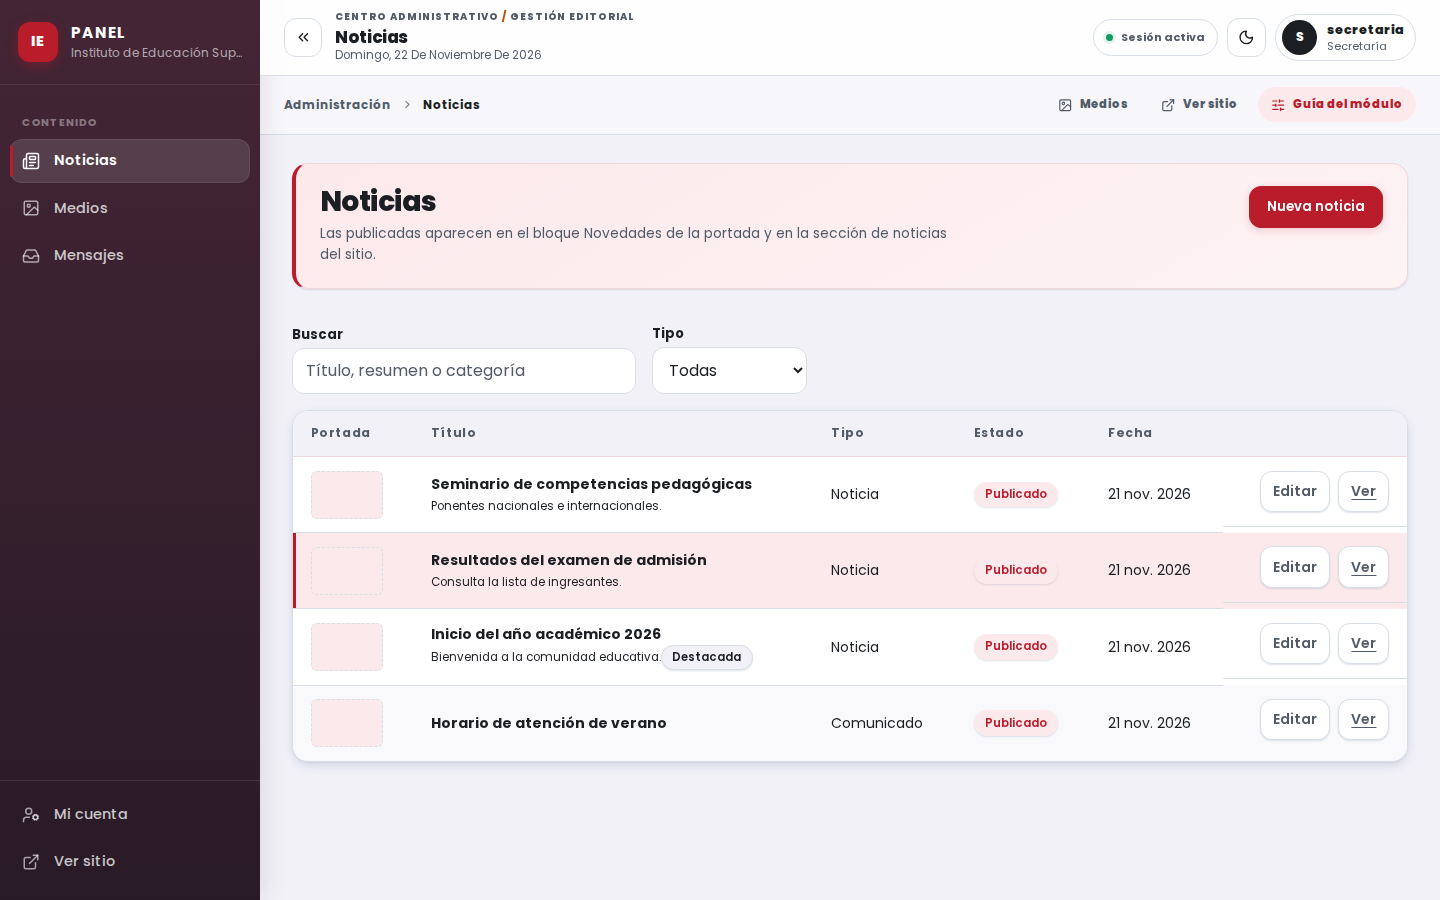 IE
PANEL
Instituto de Educación Sup...
CONTENIDO
Noticias
Medios
Mensajes
Mi cuenta
Ver sitio
CENTRO ADMINISTRATIVO / GESTIÓN EDITORIAL
Noticias
Domingo, 22 De Noviembre De 2026
Sesión activa
S
secretaria
Secretaría
Administración > Noticias
Medios
Ver sitio
Guía del módulo
Noticias
Las publicadas aparecen en el bloque Novedades de la portada y en la sección de noticias
del sitio.
Nueva noticia
Buscar
Título, resumen o categoría
Tipo
Todas
Portada Título Tipo Estado Fecha
Seminario de competencias pedagógicas
Ponentes nacionales e internacionales.
Noticia Publicado 21 nov. 2026 Editar Ver
Resultados del examen de admisión
Consulta la lista de ingresantes.
Noticia Publicado 21 nov. 2026 Editar Ver
Inicio del año académico 2026
Bienvenida a la comunidad educativa. Destacada
Noticia Publicado 21 nov. 2026 Editar Ver
Horario de atención de verano
Comunicado Publicado 21 nov. 2026 Editar Ver